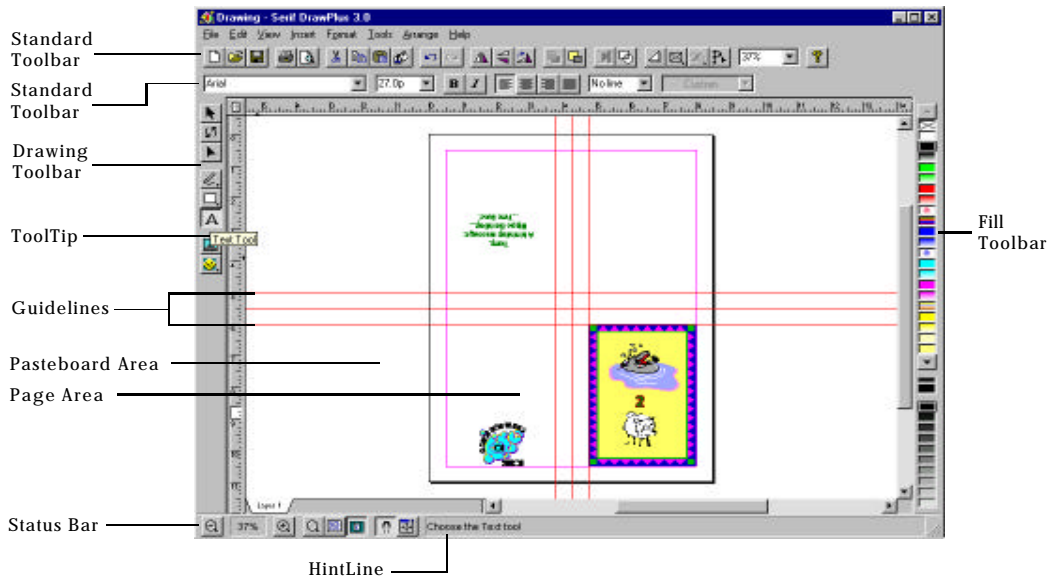 Drawing - Serif DrawPlus 3.0
File Edit View Insert Format Tools Arrange Help
Standard
Toolbar
37%
Standard
Toolbar
Arial
27.0p
B I
No line
Custom
Drawing
Toolbar
A
ToolTip
Text Tool
Fill
Toolbar
Guidelines
Pasteboard Area
Page Area
2
Layer 1
Status Bar
37%
Choose the Text tool
HintLine